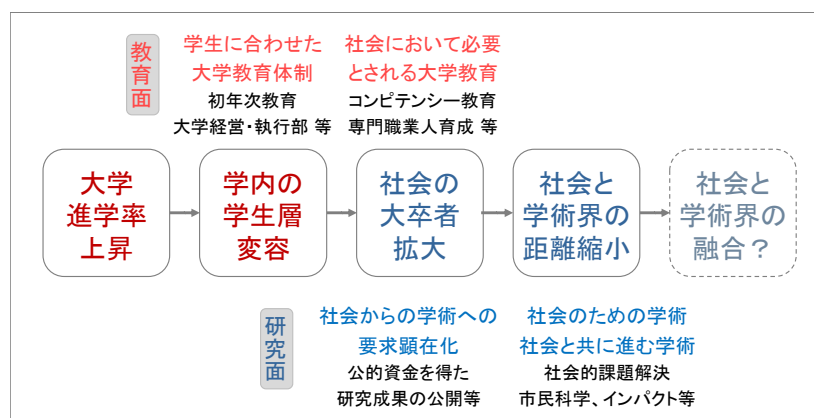 教育面
学生に合わせた
大学教育体制
初年次教育
大学経営・執行部 等
社会において必要
とされる大学教育
コンピテンシー教育
専門職業人育成 等
大学
進学率
上昇
学内の
学生層
変容
社会の
大卒者
拡大
社会と
学術界の
距離縮小
社会と
学術界の
融合？
研究面
社会からの学術への
要求顕在化
公的資金を得た
研究成果の公開等
社会のための学術
社会と共に進む学術
社会的課題解決
市民科学、インパクト等